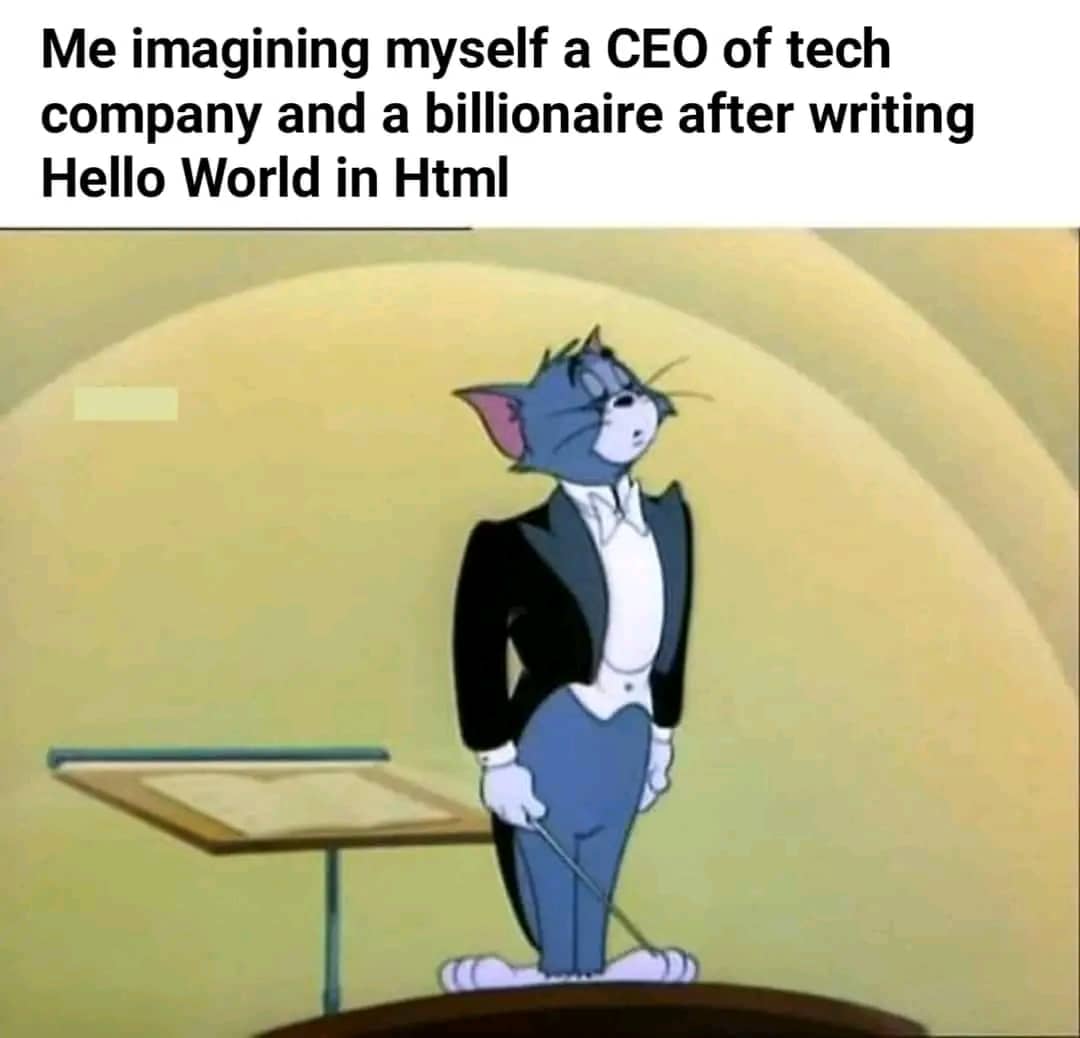 Me imagining myself a CEO of tech
company and a billionaire after writing
Hello World in Html